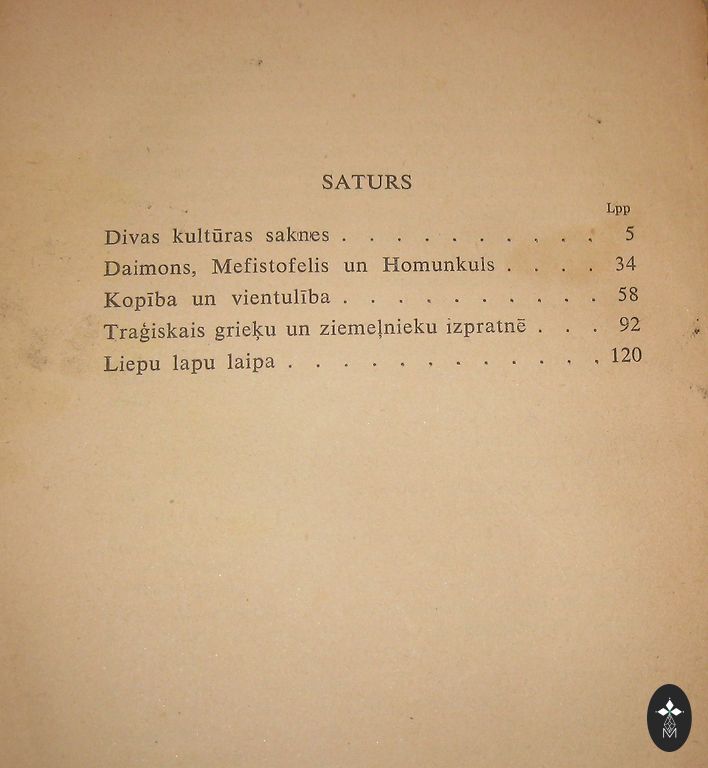 SATURS
Lpp
Divas kultūras saknes . . . . . . . . . . 5
Daimons, Mefistofelis un Homunkuls . . . . 34
Kopība un vientulība . . . . . . . . . . 58
Traģiskais grieķu un ziemeļnieku izpratnē . . . 92
Liepu lapu laipa . . . . . . . . . . . . 120